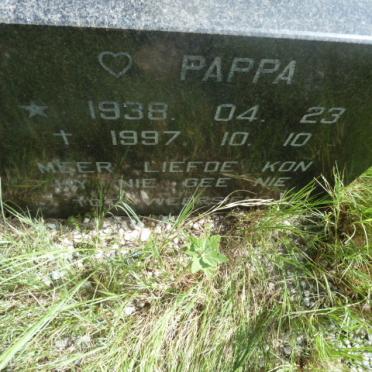 ♡ PAPPA
★ 1938. 04. 23
✝ 1997. 10. 10
MEER LIEFDE KON
NIE GEE NIE